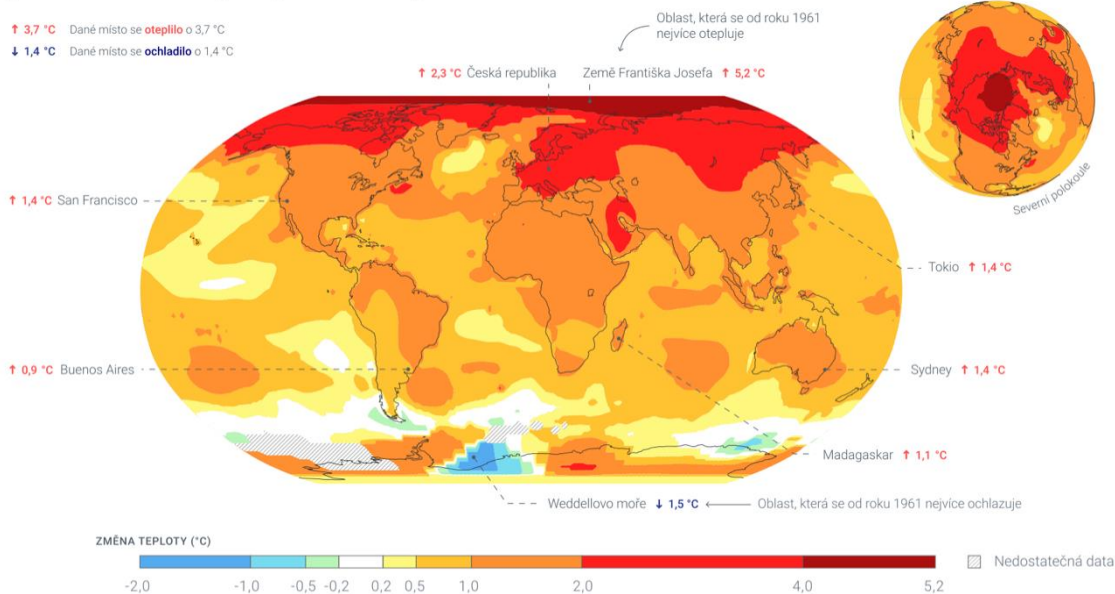 ↑ 3,7 °C Dané místo se oteplilo o 3,7 °C
↓ 1,4 °C Dané místo se ochladilo o 1,4 °C
Oblast, která se od roku 1961
nejvíce otepluje
↑ 2,3 °C Česká republika
Země Františka Josefa ↑ 5,2 °C
Severní polokoule
↑ 1,4 °C San Francisco
Tokio ↑ 1,4 °C
↑ 0,9 °C Buenos Aires
Sydney ↑ 1,4 °C
Madagaskar ↑ 1,1 °C
Weddellovo moře ↓ 1,5 °C
Oblast, která se od roku 1961 nejvíce ochlazuje
ZMĚNA TEPLOTY (°C)
-2,0 -1,0 -0,5 -0,2 0,2 0,5 1,0 2,0 4,0 5,2
Nedostatečná data